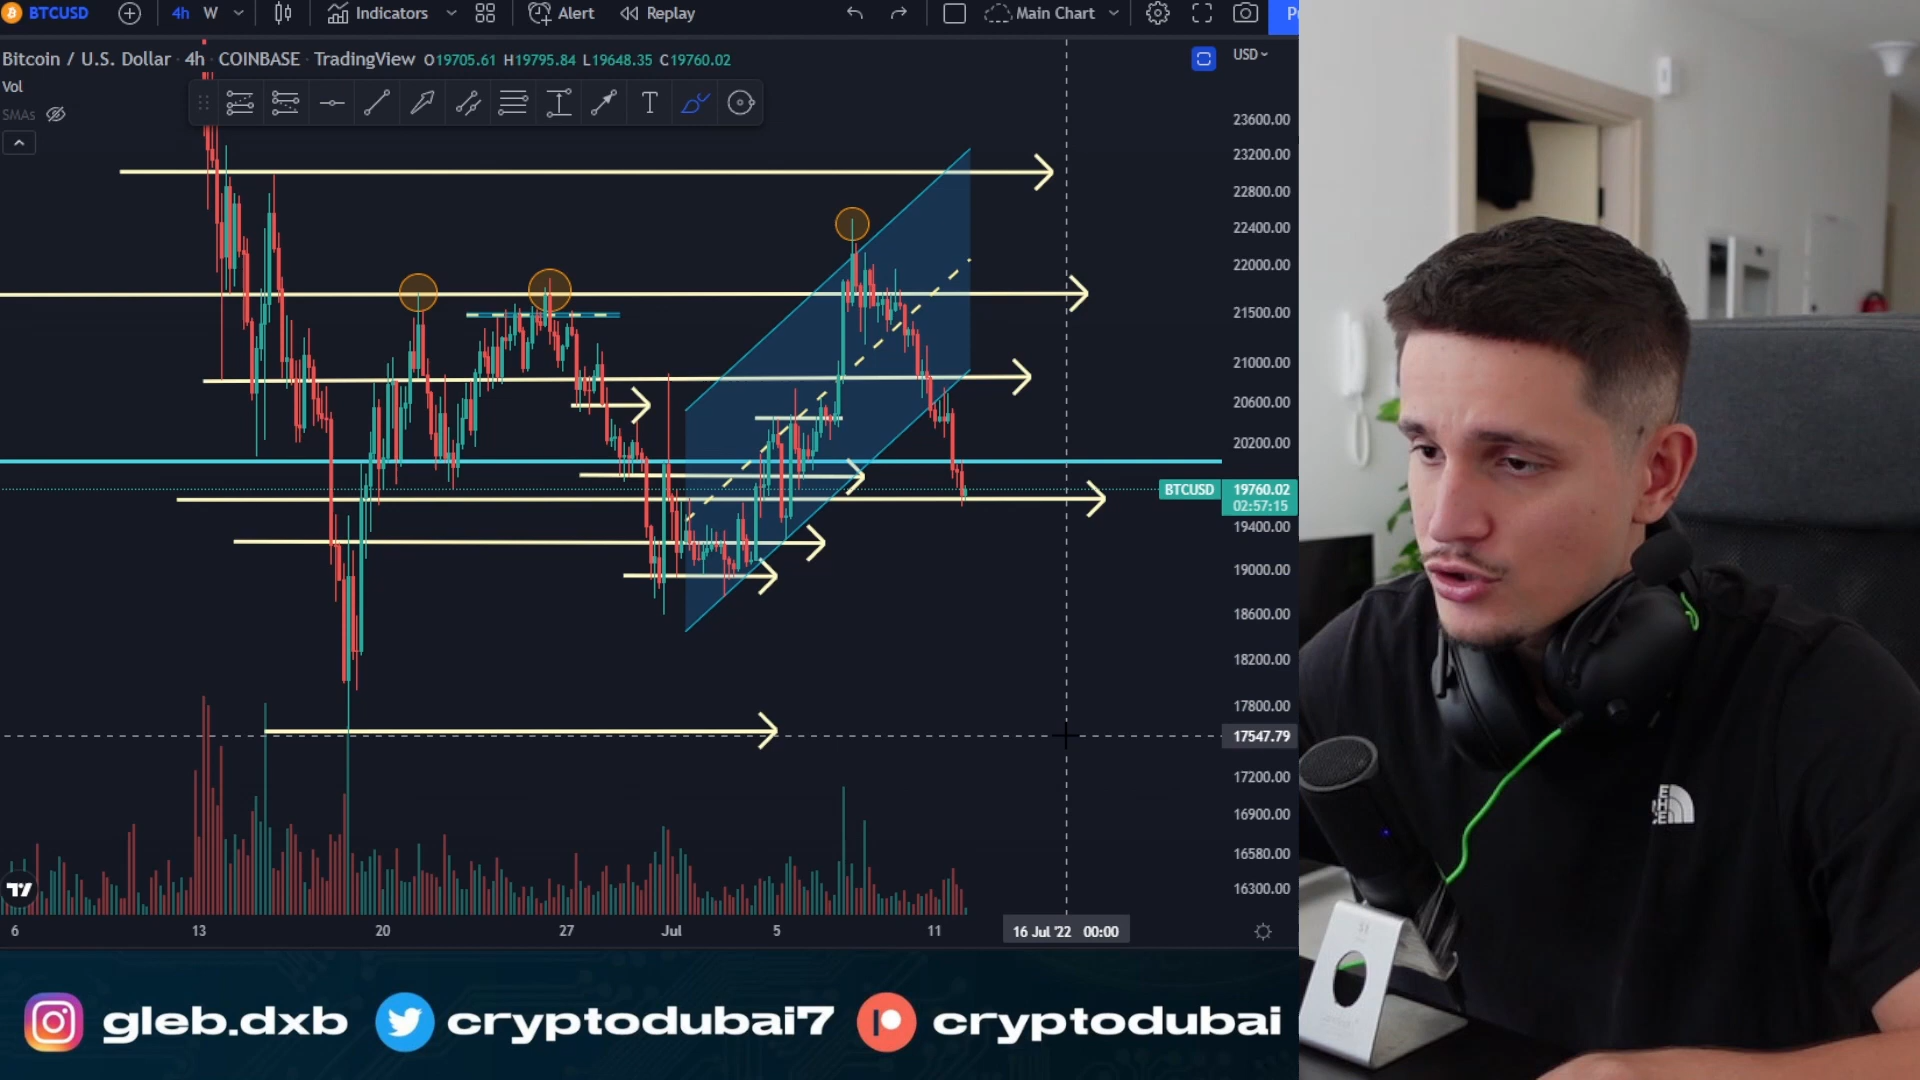 BTCUSD 4h W Indicators Alert Replay Main Chart P
Bitcoin / U.S. Dollar · 4h · COINBASE · TradingView O19705.61 H19795.84 L19648.35 C19760.02
USD
Vol
SMAs
T
23600.00
23200.00
22800.00
22400.00
22000.00
21500.00
21000.00
20600.00
20200.00
BTCUSD 19760.02
02:57:15
19400.00
19000.00
18600.00
18200.00
17800.00
17547.79
17200.00
16900.00
16580.00
16300.00
6 13 20 27 Jul 5 11 16 Jul '22 00:00
gleb.dxb cryptodubai7 cryptodubai